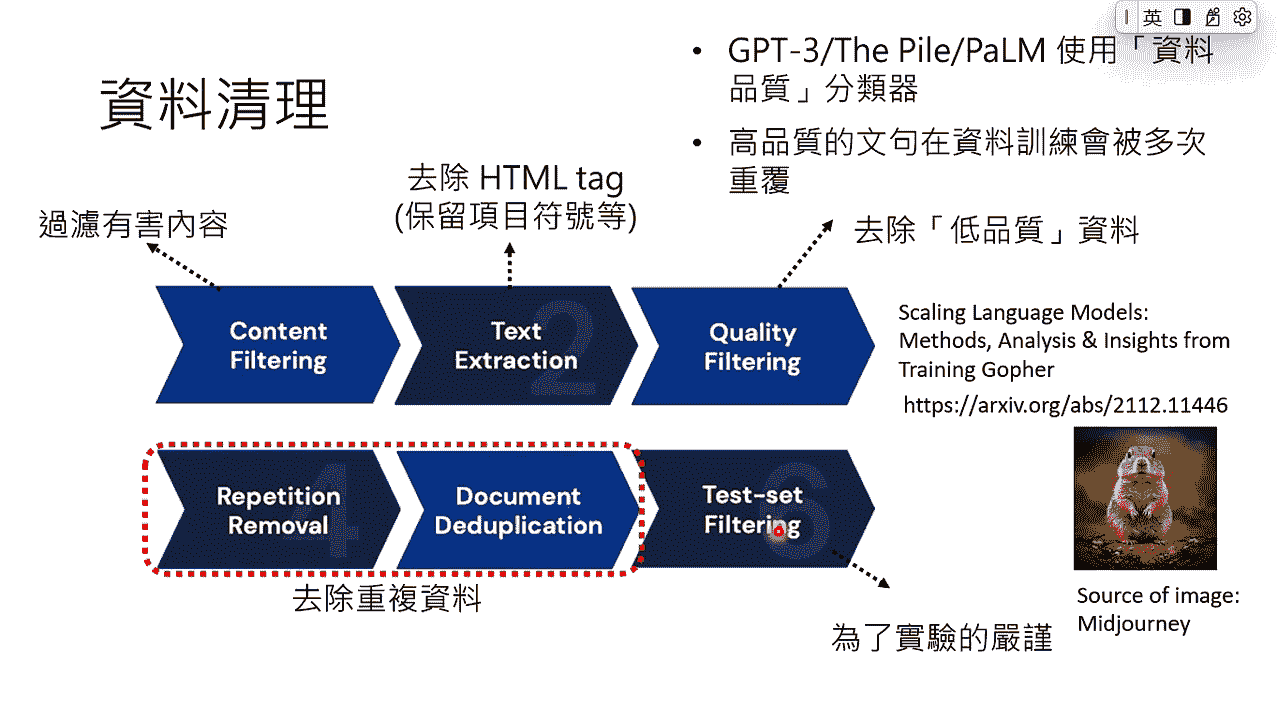 英
資料清理
• GPT-3/The Pile/PaLM 使用「資料
品質」分類器
• 高品質的文句在資料訓練會被多次
重覆
去除 HTML tag
(保留項目符號等)
過濾有害內容
去除「低品質」資料
Content
Filtering
2
Text
Extraction
Quality
Filtering
Scaling Language Models:
Methods, Analysis & Insights from
Training Gopher
https://arxiv.org/abs/2112.11446
4
Repetition
Removal
Document
Deduplication
6
Test-set
Filtering
去除重複資料
為了實驗的嚴謹
Source of image:
Midjourney